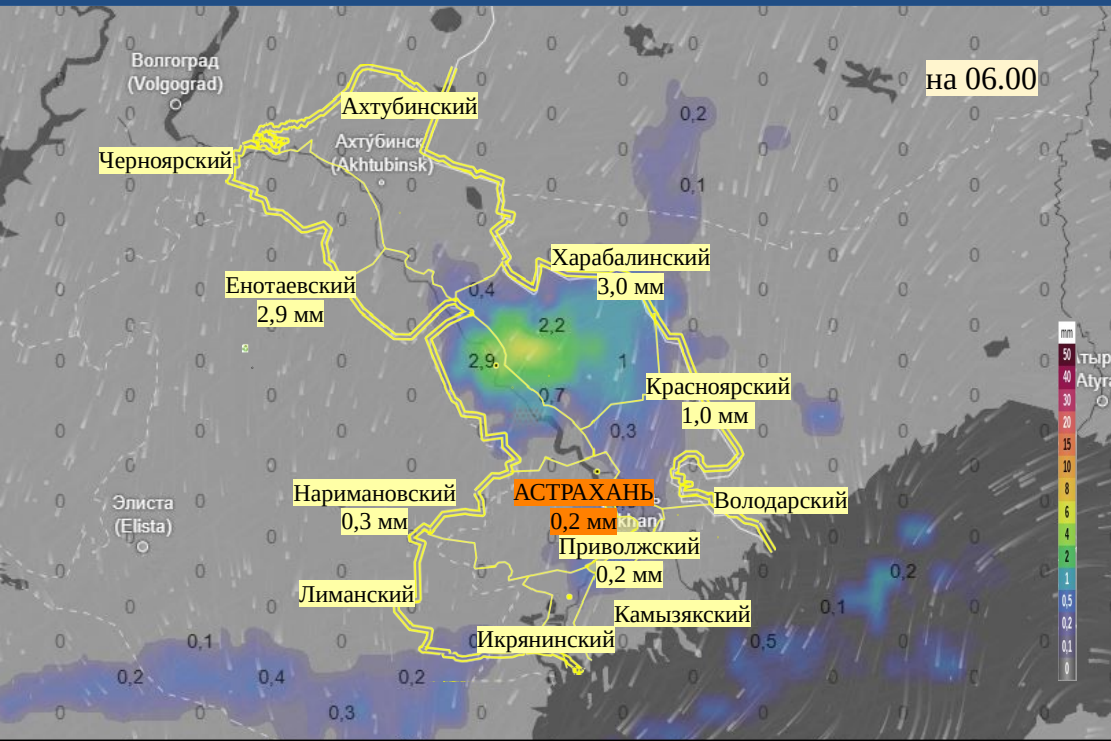 Волгоград
(Volgograd)
на 06.00
Ахтубинский
0,2
Ахтубинск
(Akhtubinsk)
Черноярский
0,1
Харабалинский
3,0 мм
Енотаевский
2,9 мм
0,4
2,2
2,9
1
0,7
Красноярский
1,0 мм
0,3
mm
50
40
30
20
15
10
8
6
4
2
1
0,5
0,2
0,1
0
Нариманoвский
0,3 мм
АСТРАХАНЬ
0,2 мм
khan)
Володарский
Элиста
(Elista)
Приволжский
0,2 мм
Лиманский
Камызякский
Икрянинский
0,2
0,1
0,5
0,1
0,2
0,4
0,2
0,3